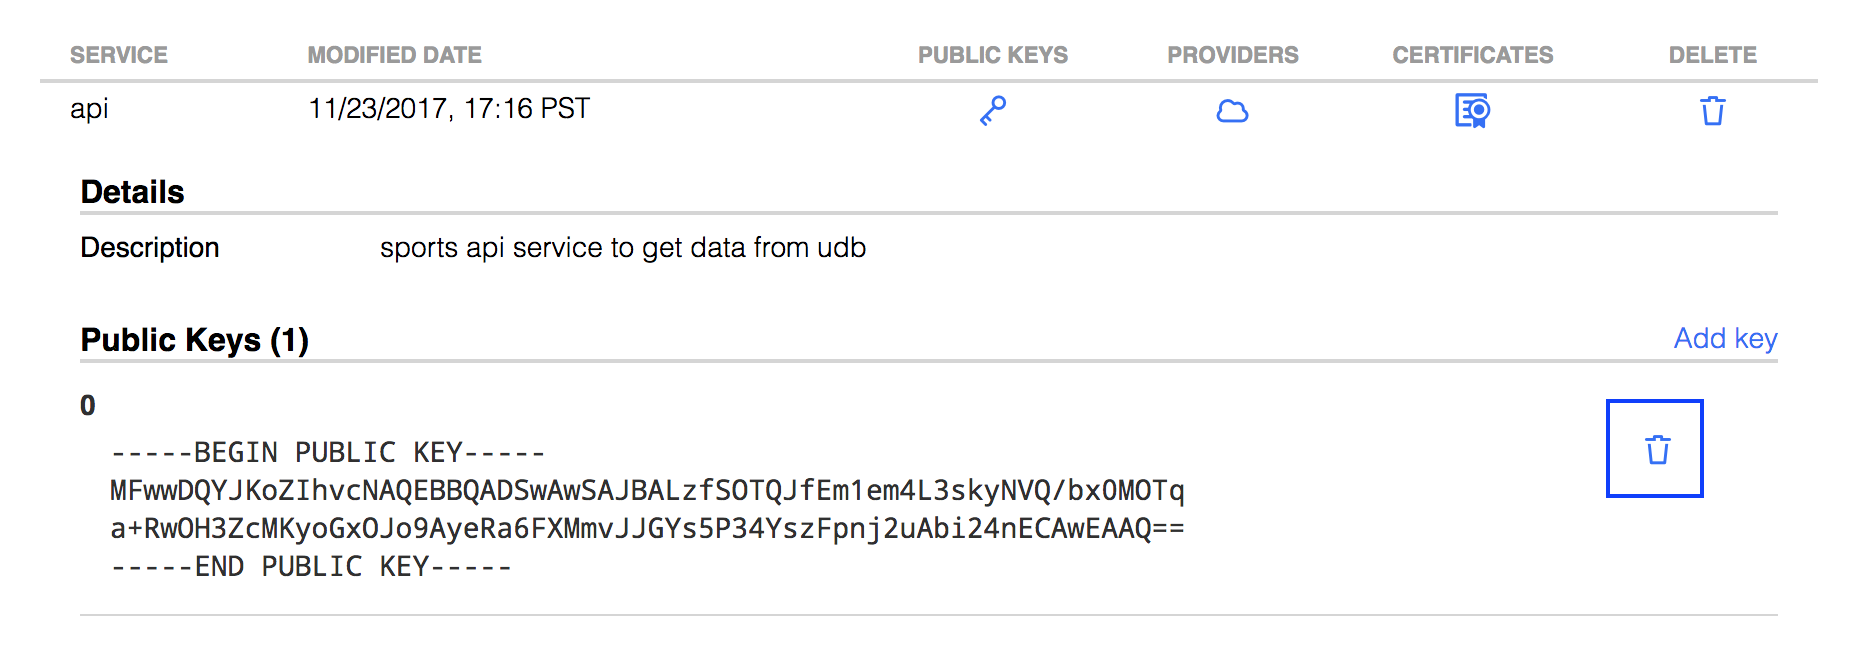 SERVICE MODIFIED DATE PUBLIC KEYS PROVIDERS CERTIFICATES DELETE
api 11/23/2017, 17:16 PST
Details
Description sports api service to get data from udb
Public Keys (1) Add key
0
-----BEGIN PUBLIC KEY-----
MFwwDQYJKoZIhvcNAQEBBQADSwAwSAJBALzfSOTQJfEm1em4L3skyNVQ/bx0MOTq
a+RwOH3ZcMKyoGxOJo9AyeRa6FXMmvJJGYs5P34YszFpnj2uAbi24nECAwEAAQ==
-----END PUBLIC KEY-----